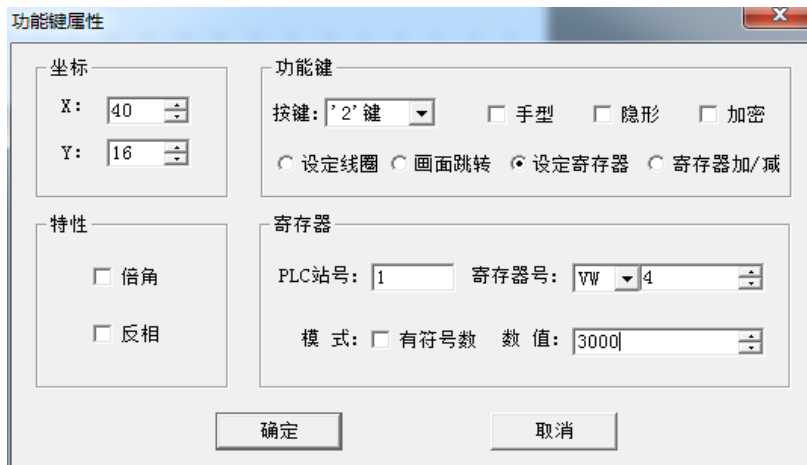 功能键属性
坐标
X: 40
Y: 16
功能键
按键: '2'键 手型 隐形 加密
设定线圈 画面跳转 设定寄存器 寄存器加/减
特性
倍角
反相
寄存器
PLC站号: 1 寄存器号: VW 4
模 式: 有符号数 数 值: 3000
确定 取消